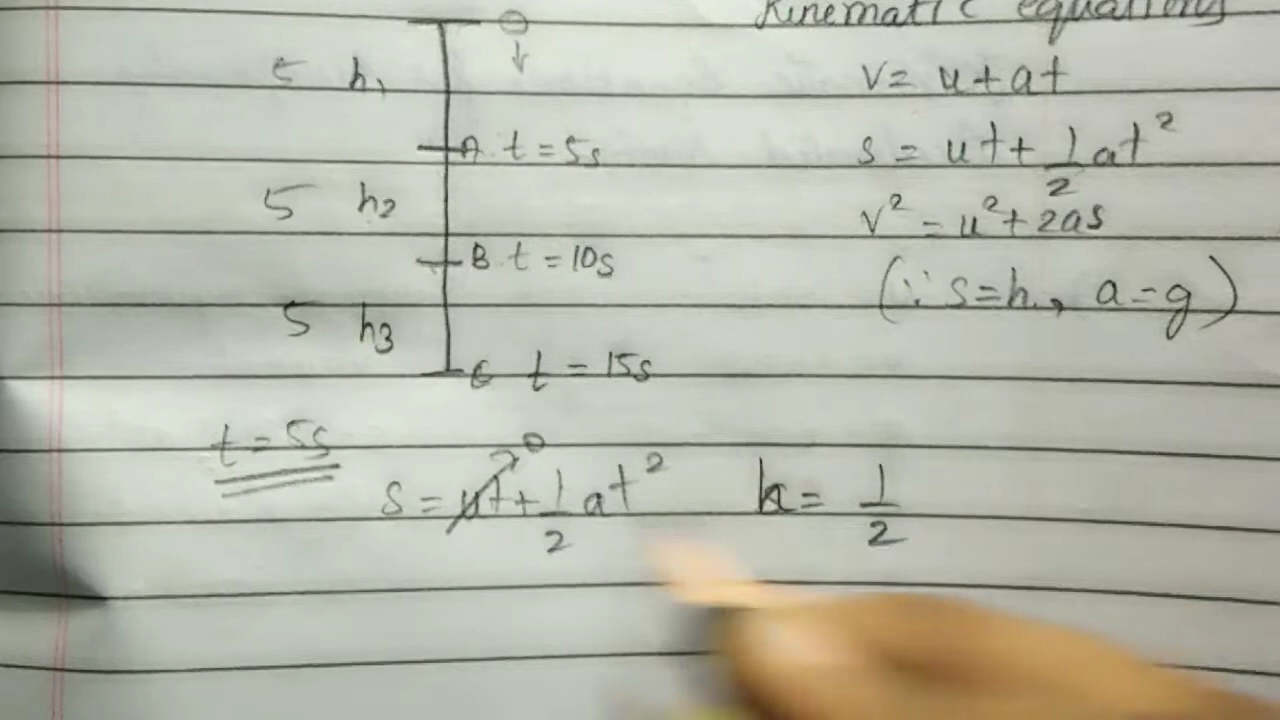 Kinematic equations
5 h₁
v = u + at
A. t = 5s
s = ut + 1/2 at²
5 h₂
v² = u² + 2as
B. t = 10s
(∵ s = h, a = g)
5 h₃
C t = 15s
t = 5s
s = ut + 1/2 at² 0 h = 1/2